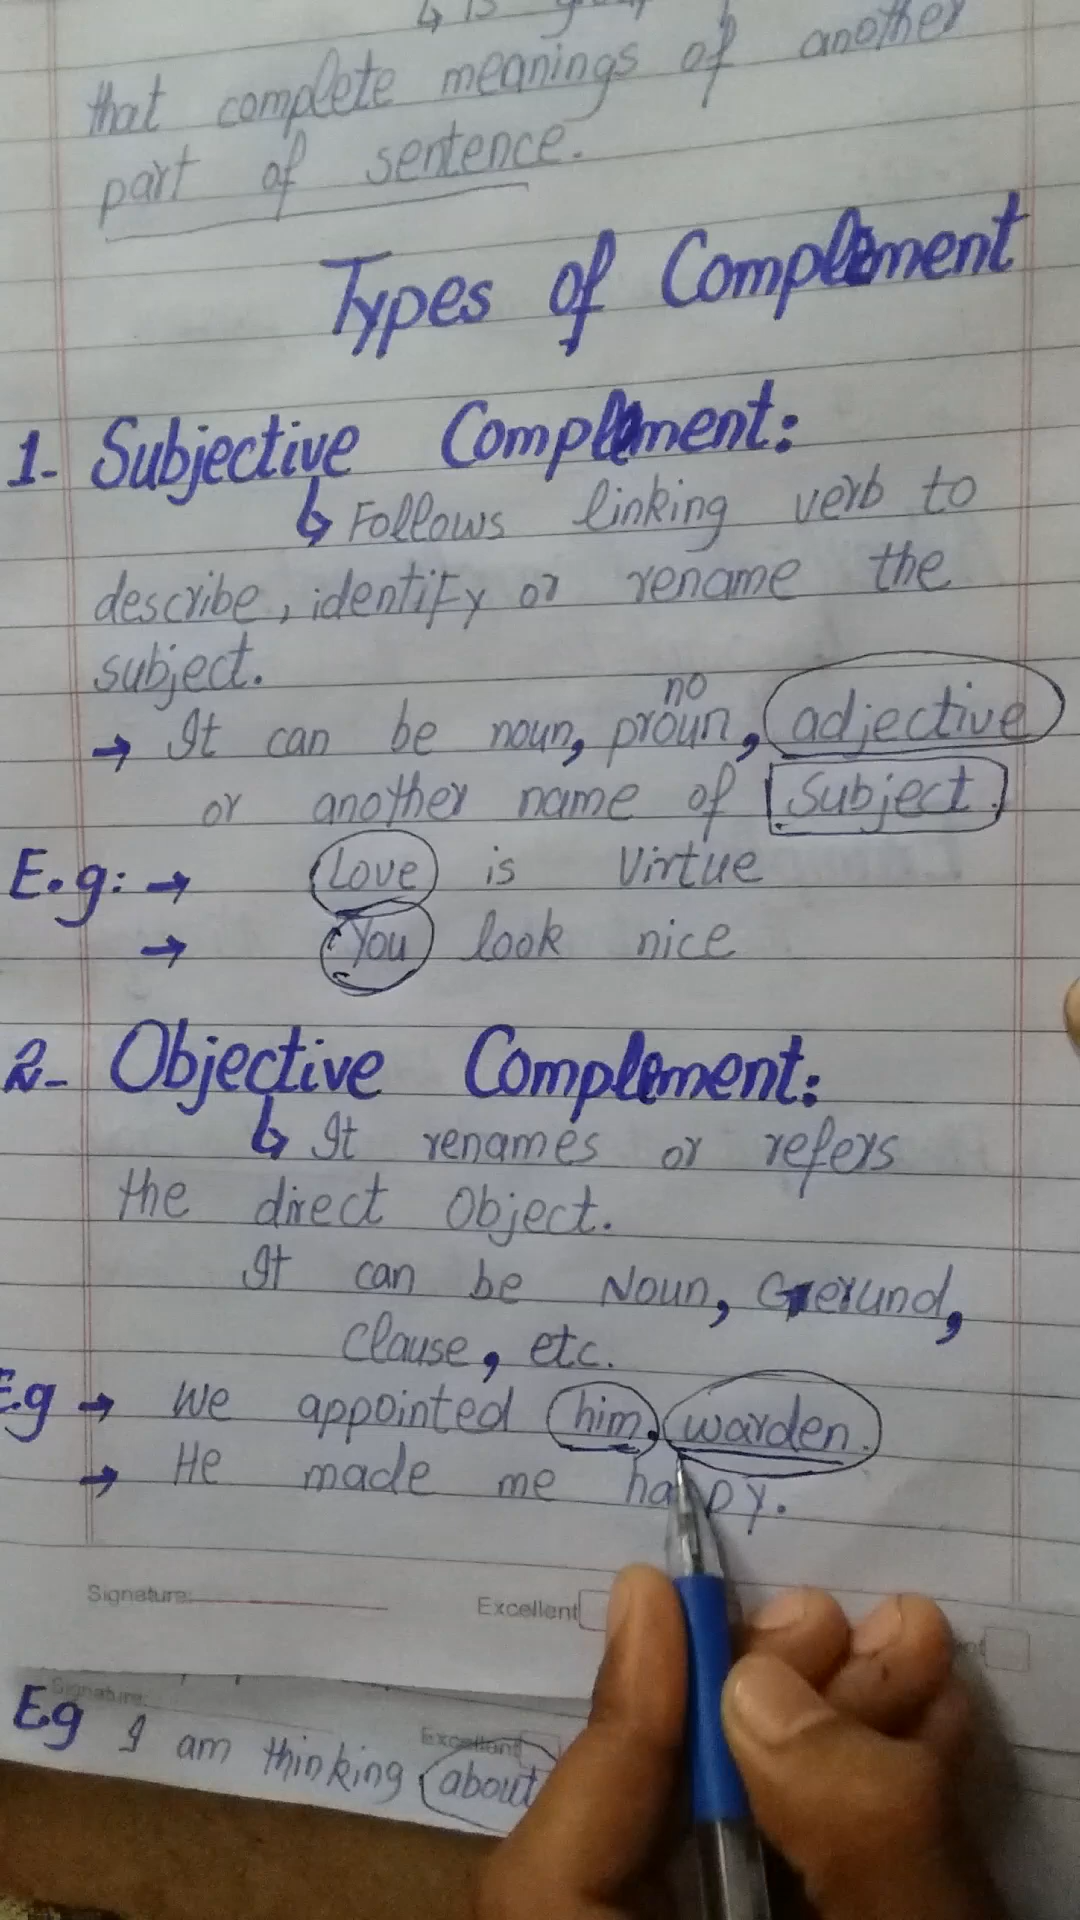 that complete meanings of another
part of sentence.
Types of Complement
1- Subjective Complement:
↳ Follows linking verb to
describe, identify or rename the
subject.
→ It can be noun, pronoun, adjective
or another name of Subject.
E.g: → Love is Virtue
→ You look nice
2- Objective Complement:
↳ It renames or refers
the direct Object.
It can be Noun, Gerund,
Clause, etc.
Eg → We appointed him warden.
→ He made me happy.
Signature:
Excellent
Signature:
Excellent
Eg I am thinking about